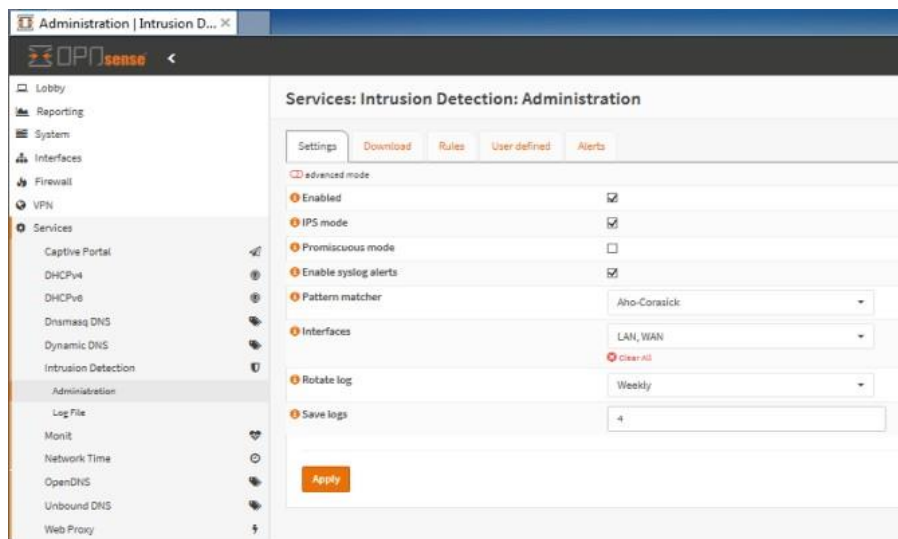 Administration | Intrusion D... ×
OPNsense <
Lobby
Reporting
System
Interfaces
Firewall
VPN
Services
Captive Portal
DHCPv4
DHCPv6
Dnsmasq DNS
Dynamic DNS
Intrusion Detection
Administration
Log File
Monit
Network Time
OpenDNS
Unbound DNS
Web Proxy
Services: Intrusion Detection: Administration
Settings Download Rules User defined Alerts
advanced mode
Enabled
IPS mode
Promiscuous mode
Enable syslog alerts
Pattern matcher Aho-Corasick
Interfaces LAN, WAN
Clear All
Rotate log Weekly
Save logs 4
Apply